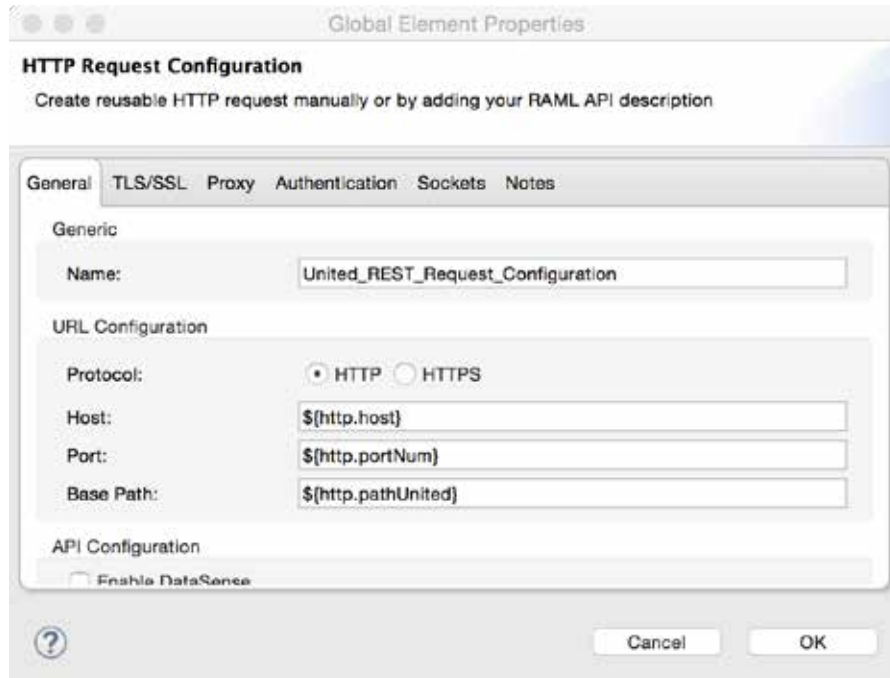 Global Element Properties
HTTP Request Configuration
Create reusable HTTP request manually or by adding your RAML API description
General TLS/SSL Proxy Authentication Sockets Notes
Generic
Name: United_REST_Request_Configuration
URL Configuration
Protocol: HTTP HTTPS
Host: ${http.host}
Port: ${http.portNum}
Base Path: ${http.pathUnited}
API Configuration
Enable DataSense
?
Cancel OK